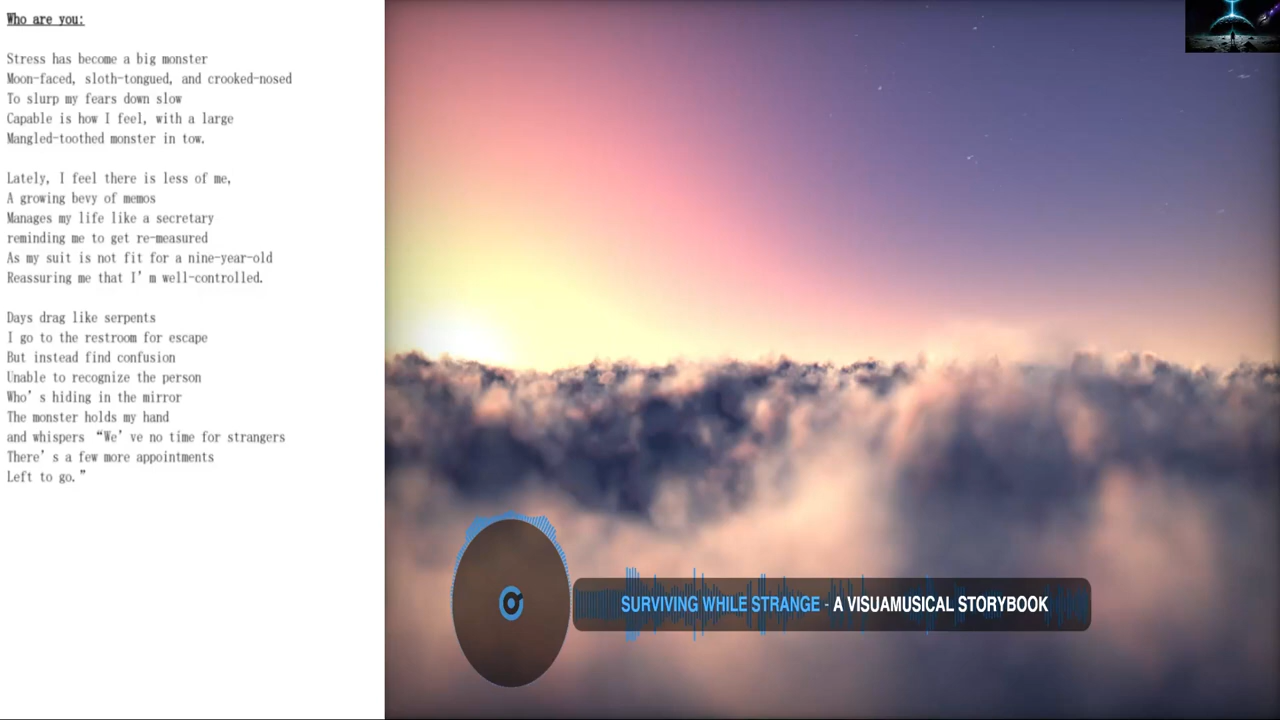 Who are you:
Stress has become a big monster
Moon-faced, sloth-tongued, and crooked-nosed
To slurp my fears down slow
Capable is how I feel, with a large
Mangled-toothed monster in tow.
Lately, I feel there is less of me,
A growing bevy of memos
Manages my life like a secretary
reminding me to get re-measured
As my suit is not fit for a nine-year-old
Reassuring me that I’m well-controlled.
Days drag like serpents
I go to the restroom for escape
But instead find confusion
Unable to recognize the person
Who’s hiding in the mirror
The monster holds my hand
and whispers “We’ve no time for strangers
There’s a few more appointments
Left to go.”
SURVIVING WHILE STRANGE - A VISUAMUSICAL STORYBOOK